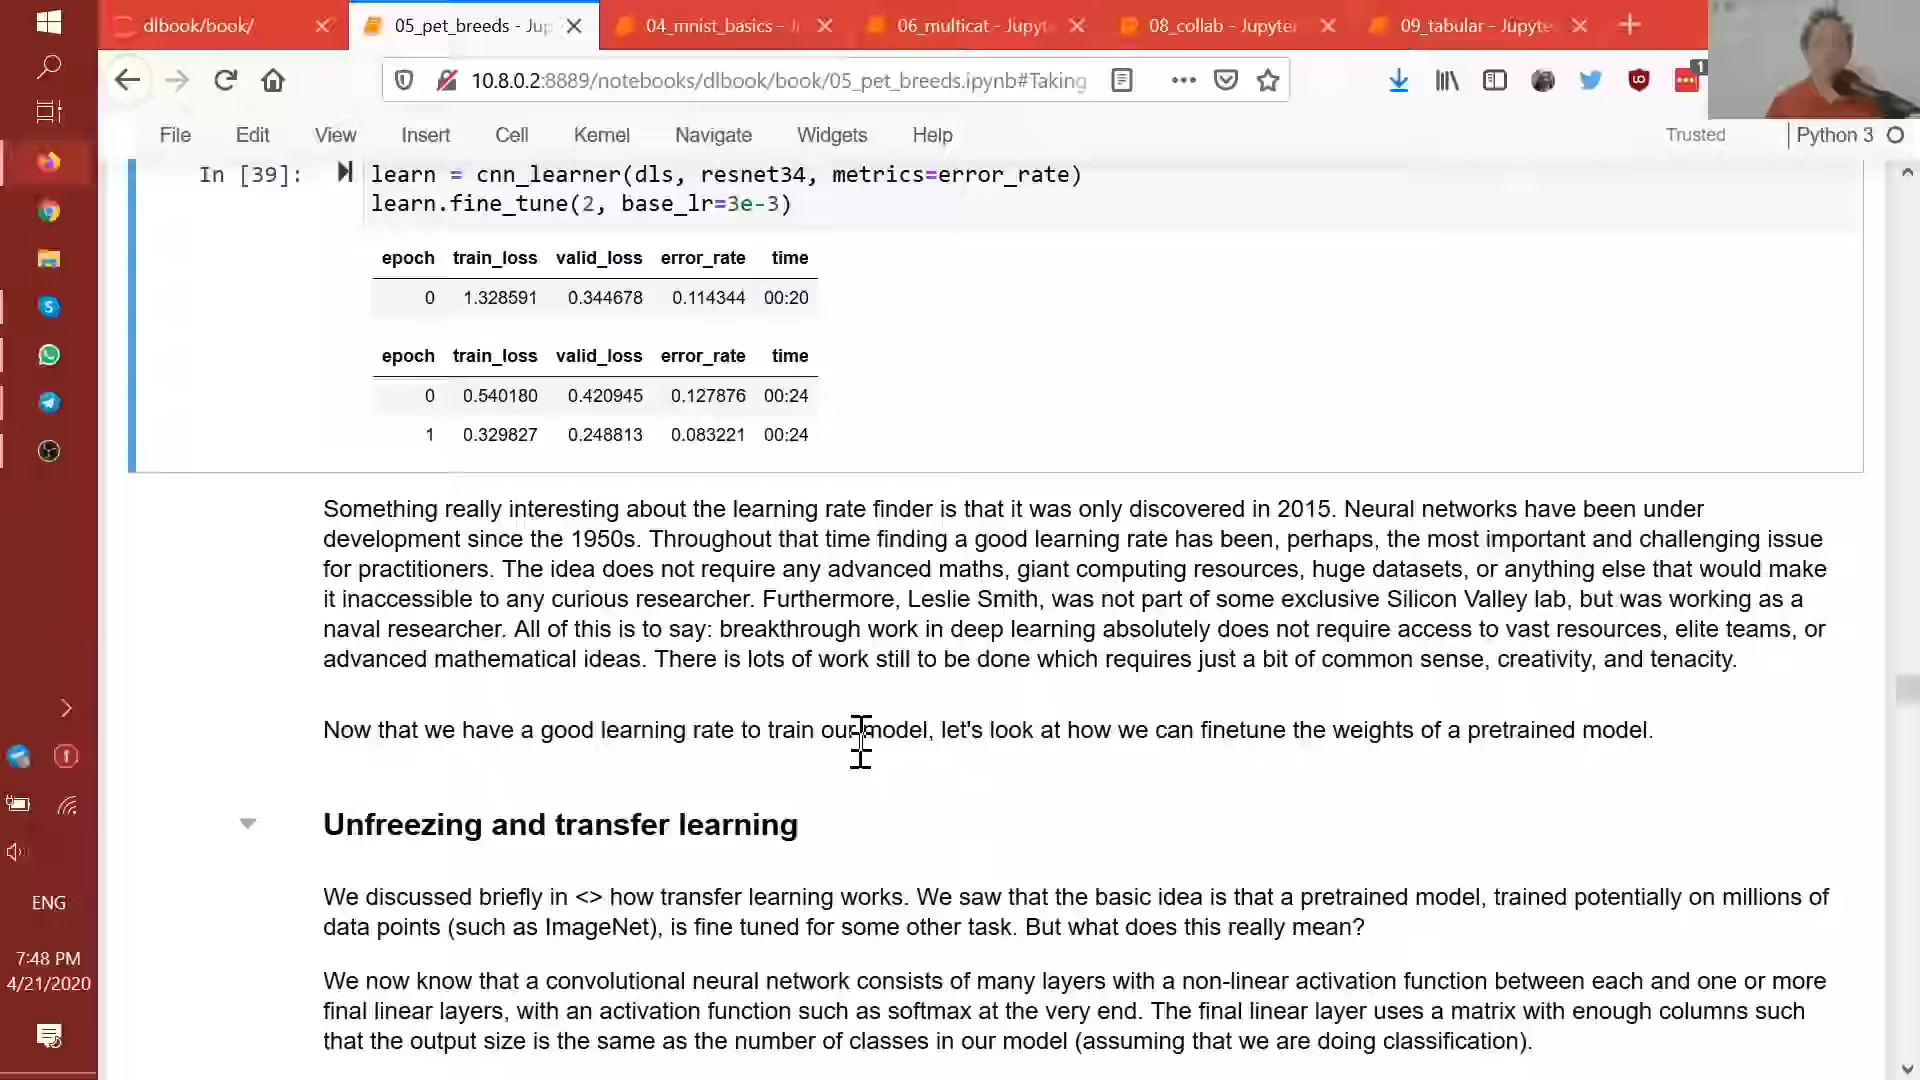 dlbook/book/
05_pet_breeds - Jup
04_mnist_basics - J
06_multicat - Jupyt
08_collab - Jupyter
09_tabular - Jupyte
10.8.0.2:8889/notebooks/dlbook/book/05_pet_breeds.ipynb#Taking
1
File Edit View Insert Cell Kernel Navigate Widgets Help
Trusted Python 3
In [39]: learn = cnn_learner(dls, resnet34, metrics=error_rate)
learn.fine_tune(2, base_lr=3e-3)
epoch train_loss valid_loss error_rate time
0 1.328591 0.344678 0.114344 00:20
epoch train_loss valid_loss error_rate time
0 0.540180 0.420945 0.127876 00:24
1 0.329827 0.248813 0.083221 00:24
Something really interesting about the learning rate finder is that it was only discovered in 2015. Neural networks have been under
development since the 1950s. Throughout that time finding a good learning rate has been, perhaps, the most important and challenging issue
for practitioners. The idea does not require any advanced maths, giant computing resources, huge datasets, or anything else that would make
it inaccessible to any curious researcher. Furthermore, Leslie Smith, was not part of some exclusive Silicon Valley lab, but was working as a
naval researcher. All of this is to say: breakthrough work in deep learning absolutely does not require access to vast resources, elite teams, or
advanced mathematical ideas. There is lots of work still to be done which requires just a bit of common sense, creativity, and tenacity.
Now that we have a good learning rate to train our model, let's look at how we can finetune the weights of a pretrained model.
Unfreezing and transfer learning
We discussed briefly in <> how transfer learning works. We saw that the basic idea is that a pretrained model, trained potentially on millions of
data points (such as ImageNet), is fine tuned for some other task. But what does this really mean?
We now know that a convolutional neural network consists of many layers with a non-linear activation function between each and one or more
final linear layers, with an activation function such as softmax at the very end. The final linear layer uses a matrix with enough columns such
that the output size is the same as the number of classes in our model (assuming that we are doing classification).
ENG
7:48 PM
4/21/2020